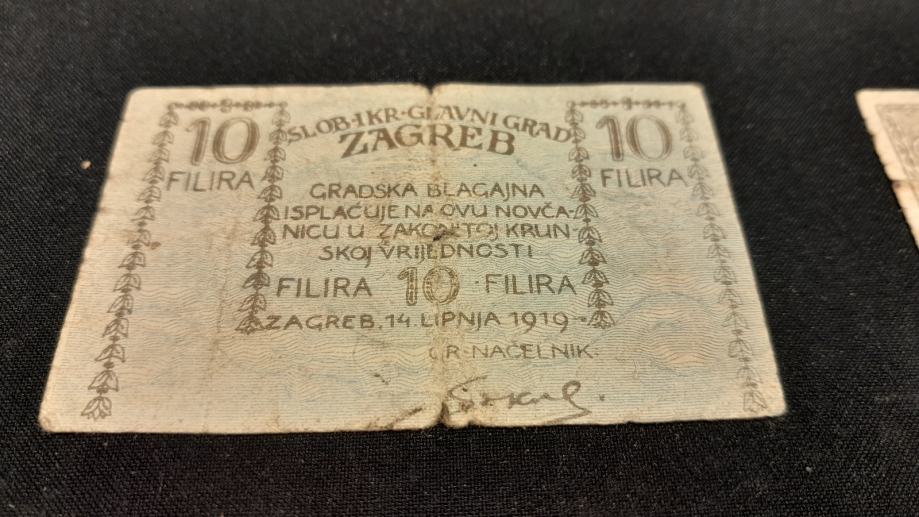 10
FILIRA
SLOB·I KR·GLAVNI GRAD
ZAGREB
10
FILIRA
GRADSKA BLAGAJNA
ISPLAĆUJE NA OVU NOVČA-
NICU U ZAKONITOJ KRUN-
SKOJ VRIJEDNOSTI
FILIRA 10 · FILIRA
ZAGREB, 14. LIPNJA 1919·
GR·NAČELNIK·